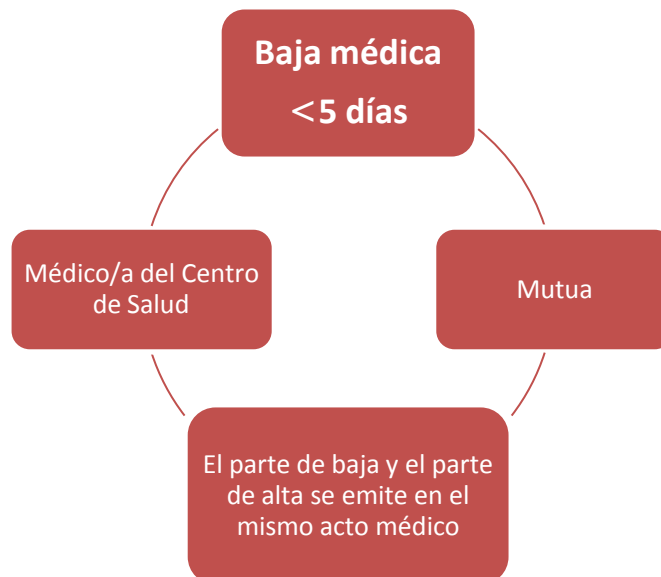 Baja médica
<5 días
Médico/a del Centro
de Salud
Mutua
El parte de baja y el parte
de alta se emite en el
mismo acto médico